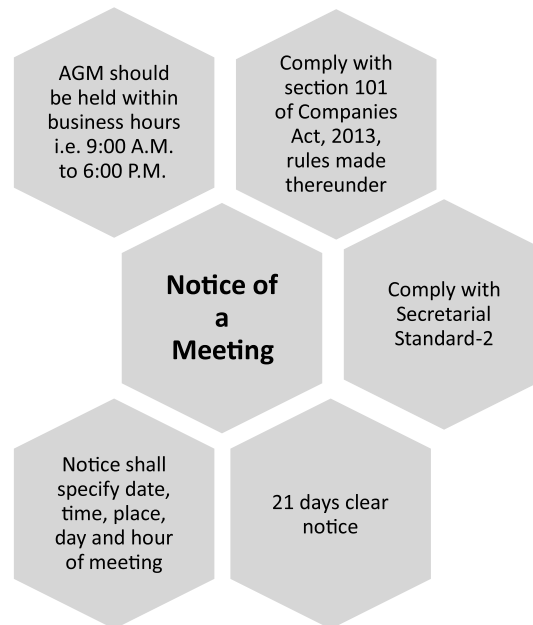 AGM should
be held within
business hours
i.e. 9:00 A.M.
to 6:00 P.M.
Comply with
section 101
of Companies
Act, 2013,
rules made
thereunder
Notice of
a
Meeting
Comply with
Secretarial
Standard-2
Notice shall
specify date,
time, place,
day and hour
of meeting
21 days clear
notice